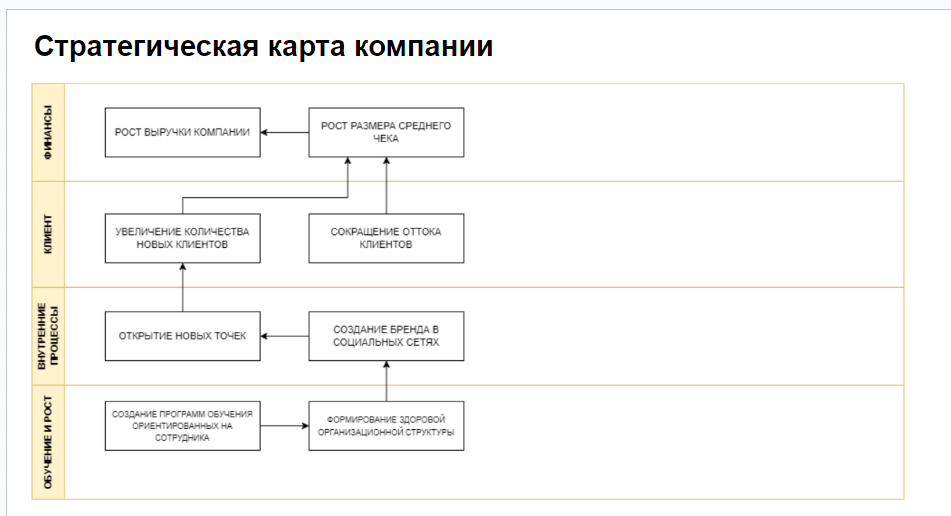 Стратегическая карта компании
ФИНАНСЫ
РОСТ ВЫРУЧКИ КОМПАНИИ
РОСТ РАЗМЕРА СРЕДНЕГО
ЧЕКА
КЛИЕНТ
УВЕЛИЧЕНИЕ КОЛИЧЕСТВА
НОВЫХ КЛИЕНТОВ
СОКРАЩЕНИЕ ОТТОКА
КЛИЕНТОВ
ВНУТРЕННИЕ
ПРОЦЕССЫ
ОТКРЫТИЕ НОВЫХ ТОЧЕК
СОЗДАНИЕ БРЕНДА В
СОЦИАЛЬНЫХ СЕТЯХ
ОБУЧЕНИЕ И РОСТ
СОЗДАНИЕ ПРОГРАММ ОБУЧЕНИЯ
ОРИЕНТИРОВАННЫХ НА
СОТРУДНИКА
ФОРМИРОВАНИЕ ЗДОРОВОЙ
ОРГАНИЗАЦИОННОЙ СТРУКТУРЫ